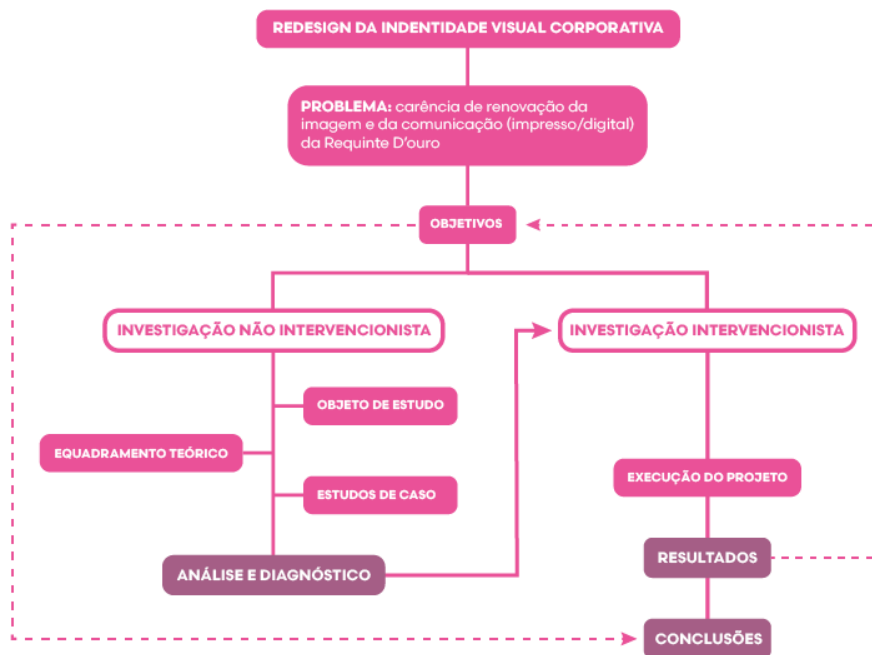 REDESIGN DA INDENTIDADE VISUAL CORPORATIVA
PROBLEMA: carência de renovação da
imagem e da comunicação (impresso/digital)
da Requinte D'ouro
OBJETIVOS
INVESTIGAÇÃO NÃO INTERVENCIONISTA
INVESTIGAÇÃO INTERVENCIONISTA
OBJETO DE ESTUDO
EQUADRAMENTO TEÓRICO
EXECUÇÃO DO PROJETO
ESTUDOS DE CASO
RESULTADOS
ANÁLISE E DIAGNÓSTICO
CONCLUSÕES